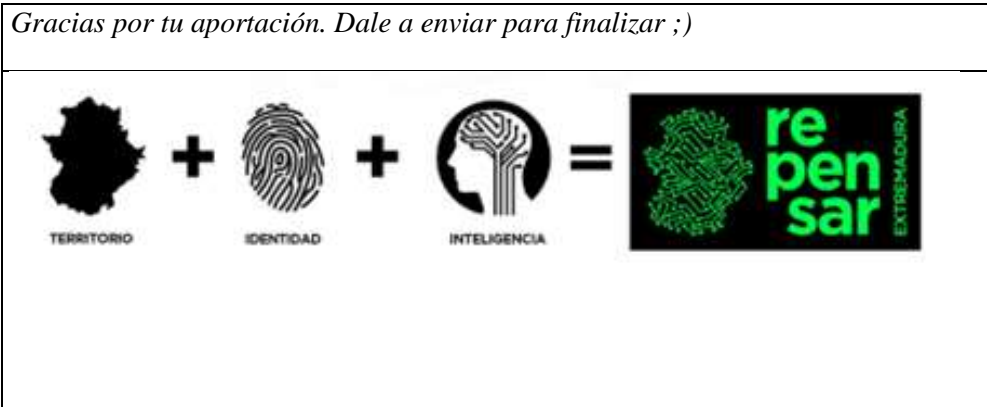 Gracias por tu aportación. Dale a enviar para finalizar ;)
TERRITORIO
IDENTIDAD
INTELIGENCIA
re
pen
sar
EXTREMADURA